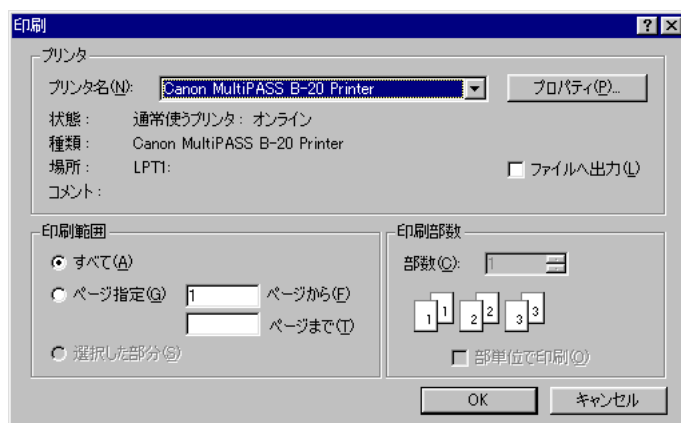 印刷
プリンタ
プリンタ名(N): Canon MultiPASS B-20 Printer プロパティ(P)...
状態： 通常使うプリンタ： オンライン
種類： Canon MultiPASS B-20 Printer
場所： LPT1: ファイルへ出力(L)
コメント：
印刷範囲
すべて(A)
ページ指定(G) 1 ページから(F)
ページまで(T)
選択した部分(S)
印刷部数
部数(C): 1
1 1 2 2 3 3
部単位で印刷(O)
OK キャンセル